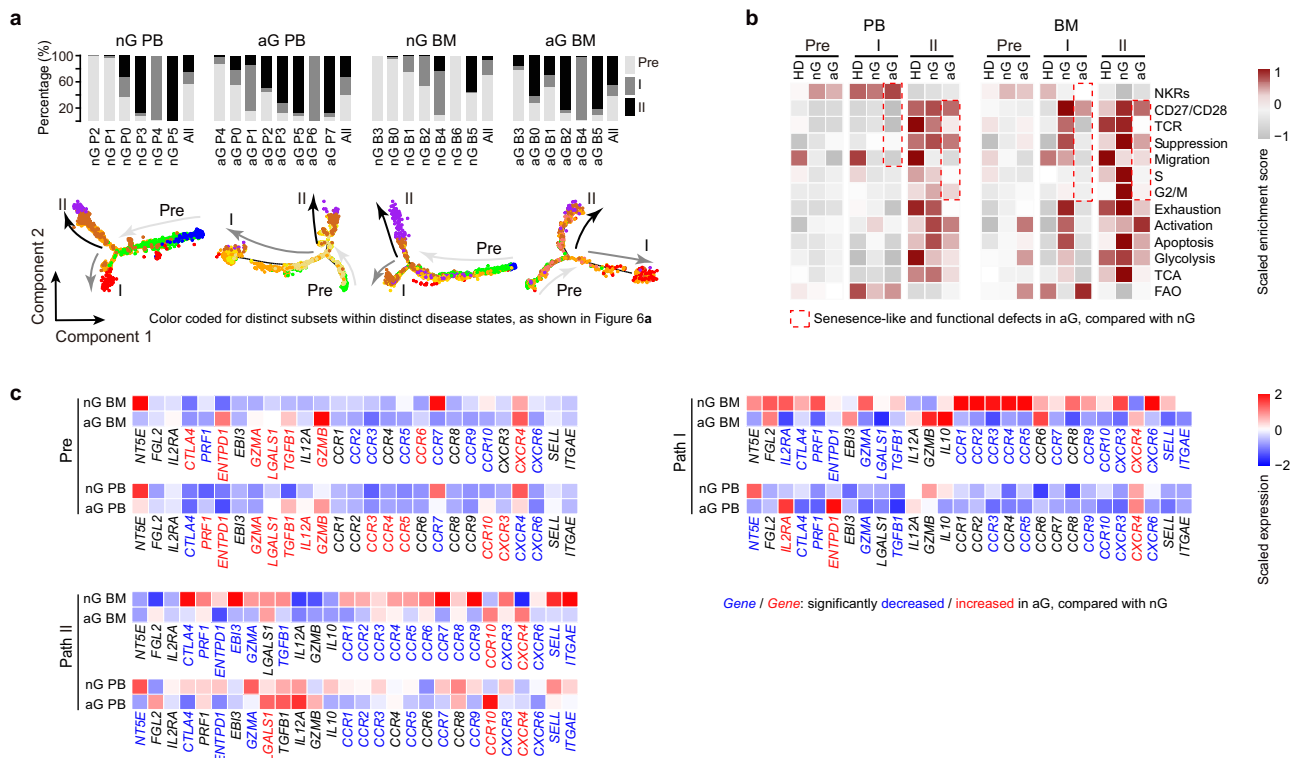 a
nG PB
aG PB
nG BM
aG BM
Percentage (%)
100
60
20
Pre
I
II
nG P2
nG P1
nG P0
nG P3
nG P4
nG P5
All
aG P4
aG P0
aG P1
aG P2
aG P3
aG P5
aG P6
aG P7
All
nG B3
nG B0
nG B1
nG B2
nG B4
nG B6
nG B5
All
aG B3
aG B0
aG B1
aG B2
aG B4
aG B5
All
II
Pre
I
I
II
Pre
II
Pre
I
II
I
Pre
Component 2
Component 1
Color coded for distinct subsets within distinct disease states, as shown in Figure 6a
b
PB
BM
Pre
I
II
Pre
I
II
HD
nG
aG
HD
nG
aG
HD
nG
aG
HD
nG
aG
HD
nG
aG
HD
nG
aG
NKRs
CD27/CD28
TCR
Suppression
Migration
S
G2/M
Exhaustion
Activation
Apoptosis
Glycolysis
TCA
FAO
1
0
−1
Scaled enrichment score
Senesence-like and functional defects in aG, compared with nG
c
Pre
nG BM
aG BM
NT5E
FGL2
IL2RA
CTLA4
PRF1
ENTPD1
EBI3
GZMA
LGALS1
TGFB1
IL12A
GZMB
CCR1
CCR2
CCR3
CCR4
CCR5
CCR6
CCR7
CCR8
CCR9
CCR10
CXCR3
CXCR4
CXCR6
SELL
ITGAE
nG PB
aG PB
NT5E
FGL2
IL2RA
CTLA4
PRF1
ENTPD1
EBI3
GZMA
LGALS1
TGFB1
IL12A
GZMB
CCR1
CCR2
CCR3
CCR4
CCR5
CCR6
CCR7
CCR8
CCR9
CCR10
CXCR3
CXCR4
CXCR6
SELL
ITGAE
Path I
nG BM
aG BM
NT5E
FGL2
IL2RA
CTLA4
PRF1
ENTPD1
EBI3
GZMA
LGALS1
TGFB1
IL12A
GZMB
IL10
CCR1
CCR2
CCR3
CCR4
CCR5
CCR6
CCR7
CCR8
CCR9
CCR10
CXCR3
CXCR4
CXCR6
SELL
ITGAE
nG PB
aG PB
NT5E
FGL2
IL2RA
CTLA4
PRF1
ENTPD1
EBI3
GZMA
LGALS1
TGFB1
IL12A
GZMB
IL10
CCR1
CCR2
CCR3
CCR4
CCR5
CCR6
CCR7
CCR8
CCR9
CCR10
CXCR3
CXCR4
CXCR6
SELL
ITGAE
2
0
−2
Scaled expression
Gene / Gene: significantly decreased / increased in aG, compared with nG
Path II
nG BM
aG BM
NT5E
FGL2
IL2RA
CTLA4
PRF1
ENTPD1
EBI3
GZMA
LGALS1
TGFB1
IL12A
GZMB
IL10
CCR1
CCR2
CCR3
CCR4
CCR5
CCR6
CCR7
CCR8
CCR9
CCR10
CXCR3
CXCR4
CXCR6
SELL
ITGAE
nG PB
aG PB
NT5E
FGL2
IL2RA
CTLA4
PRF1
ENTPD1
EBI3
GZMA
LGALS1
TGFB1
IL12A
GZMB
IL10
CCR1
CCR2
CCR3
CCR4
CCR5
CCR6
CCR7
CCR8
CCR9
CCR10
CXCR3
CXCR4
CXCR6
SELL
ITGAE